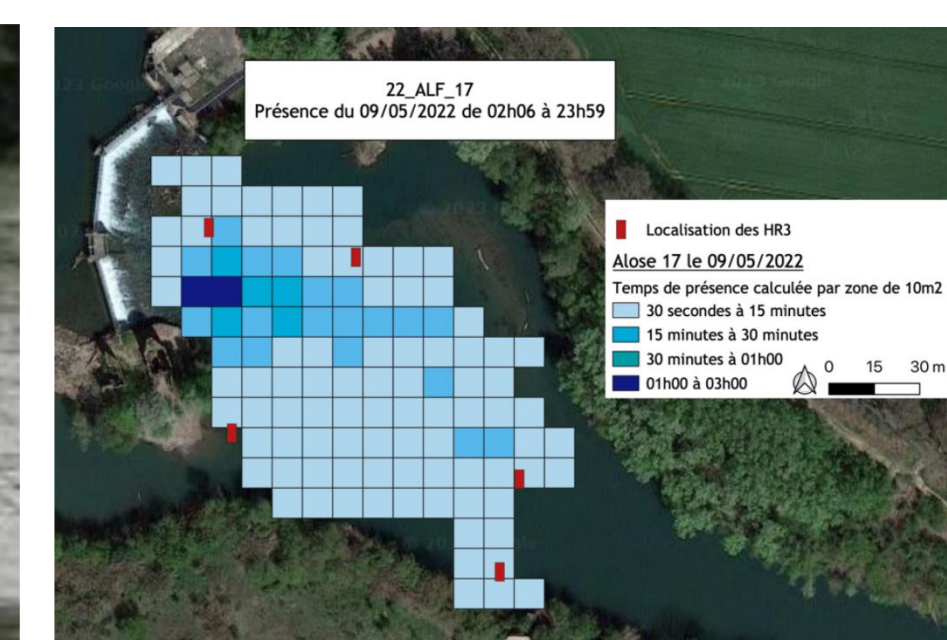 22_ALF_17
Présence du 09/05/2022 de 02h06 à 23h59
Localisation des HR3
Alose 17 le 09/05/2022
Temps de présence calculée par zone de 10m2
30 secondes à 15 minutes
15 minutes à 30 minutes
30 minutes à 01h00
01h00 à 03h00
0 15 30 m